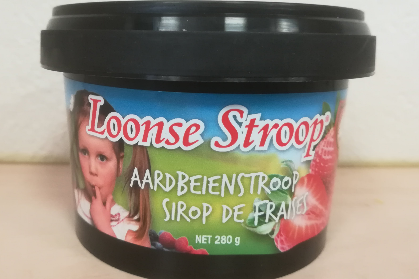 Loonse Stroop®
AARDBEIENSTROOP
SIROP DE FRAISES
NET 280 g